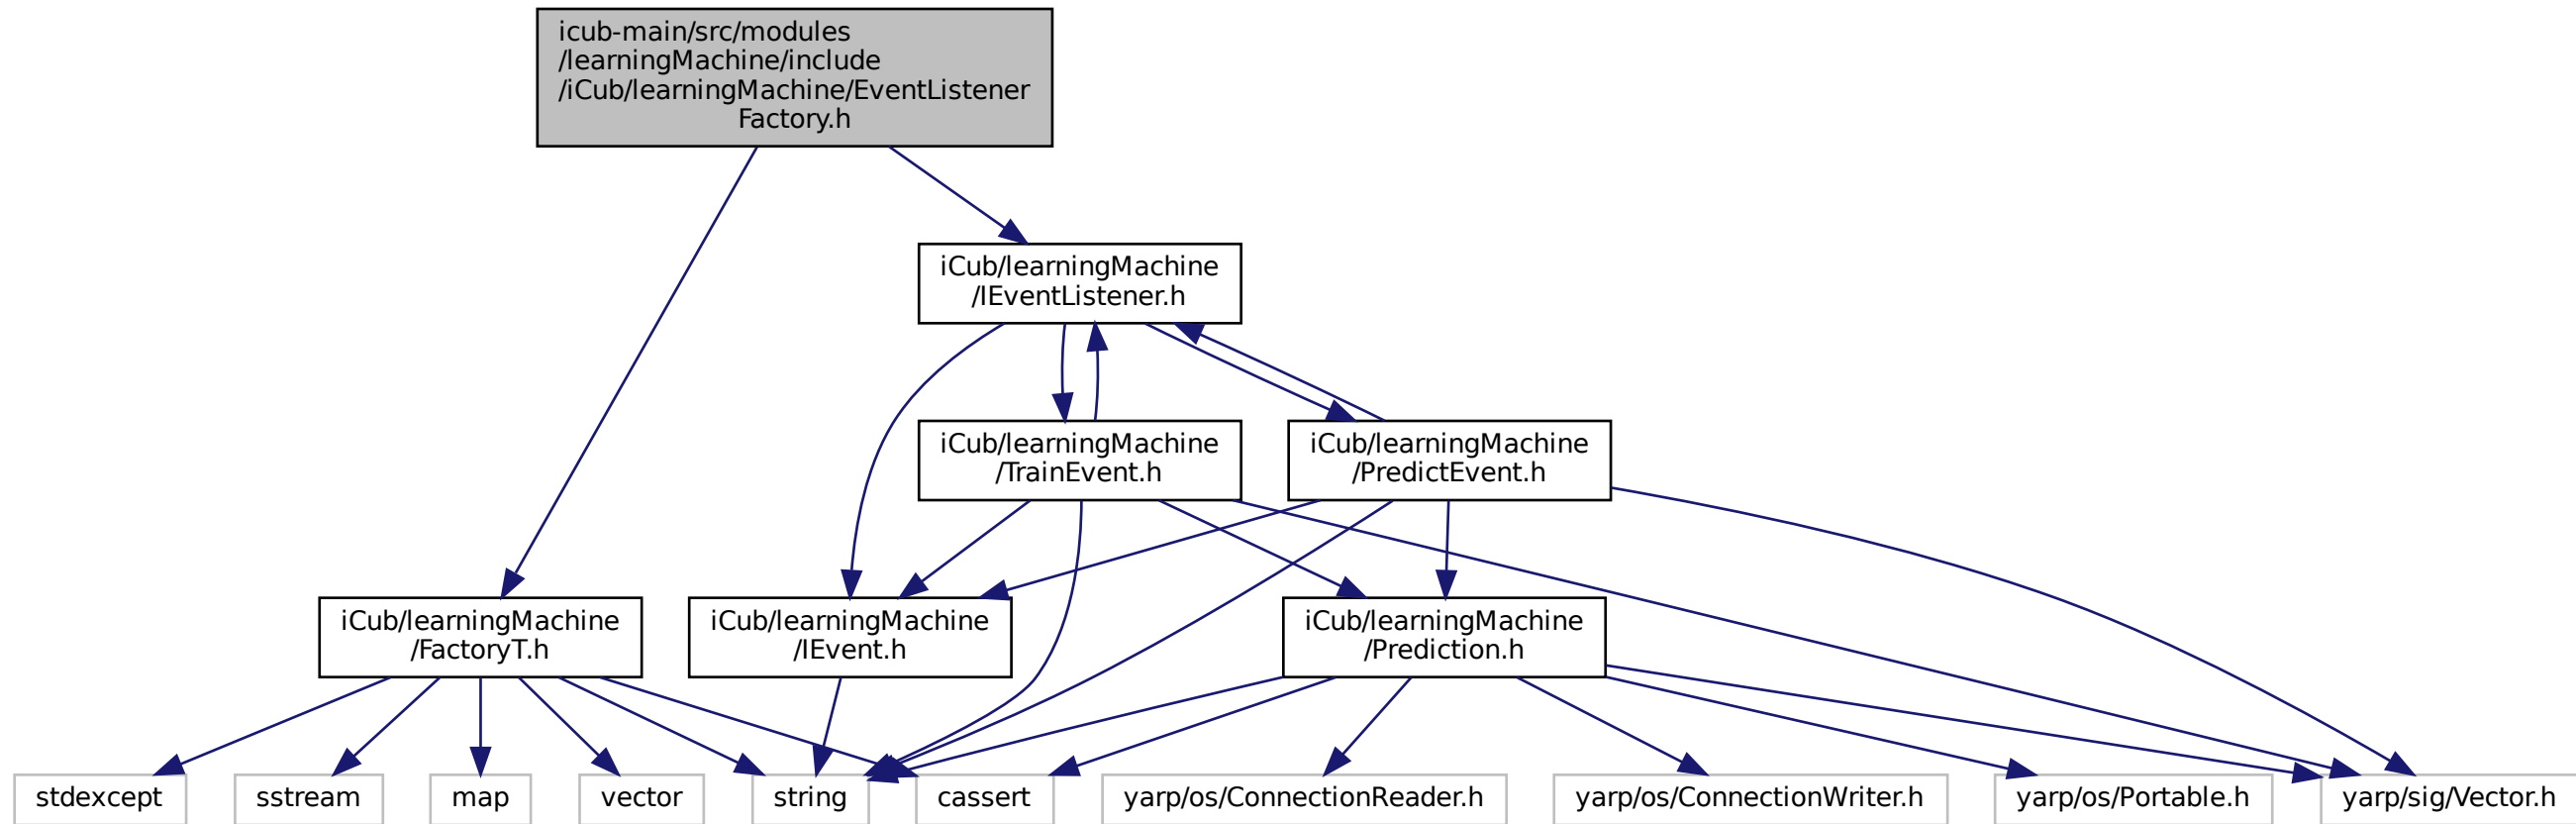 icub-main/src/modules
/learningMachine/include
/iCub/learningMachine/EventListener
Factory.h
iCub/learningMachine
/IEventListener.h
iCub/learningMachine
/TrainEvent.h
iCub/learningMachine
/PredictEvent.h
iCub/learningMachine
/FactoryT.h
iCub/learningMachine
/IEvent.h
iCub/learningMachine
/Prediction.h
stdexcept
sstream
map
vector
string
cassert
yarp/os/ConnectionReader.h
yarp/os/ConnectionWriter.h
yarp/os/Portable.h
yarp/sig/Vector.h